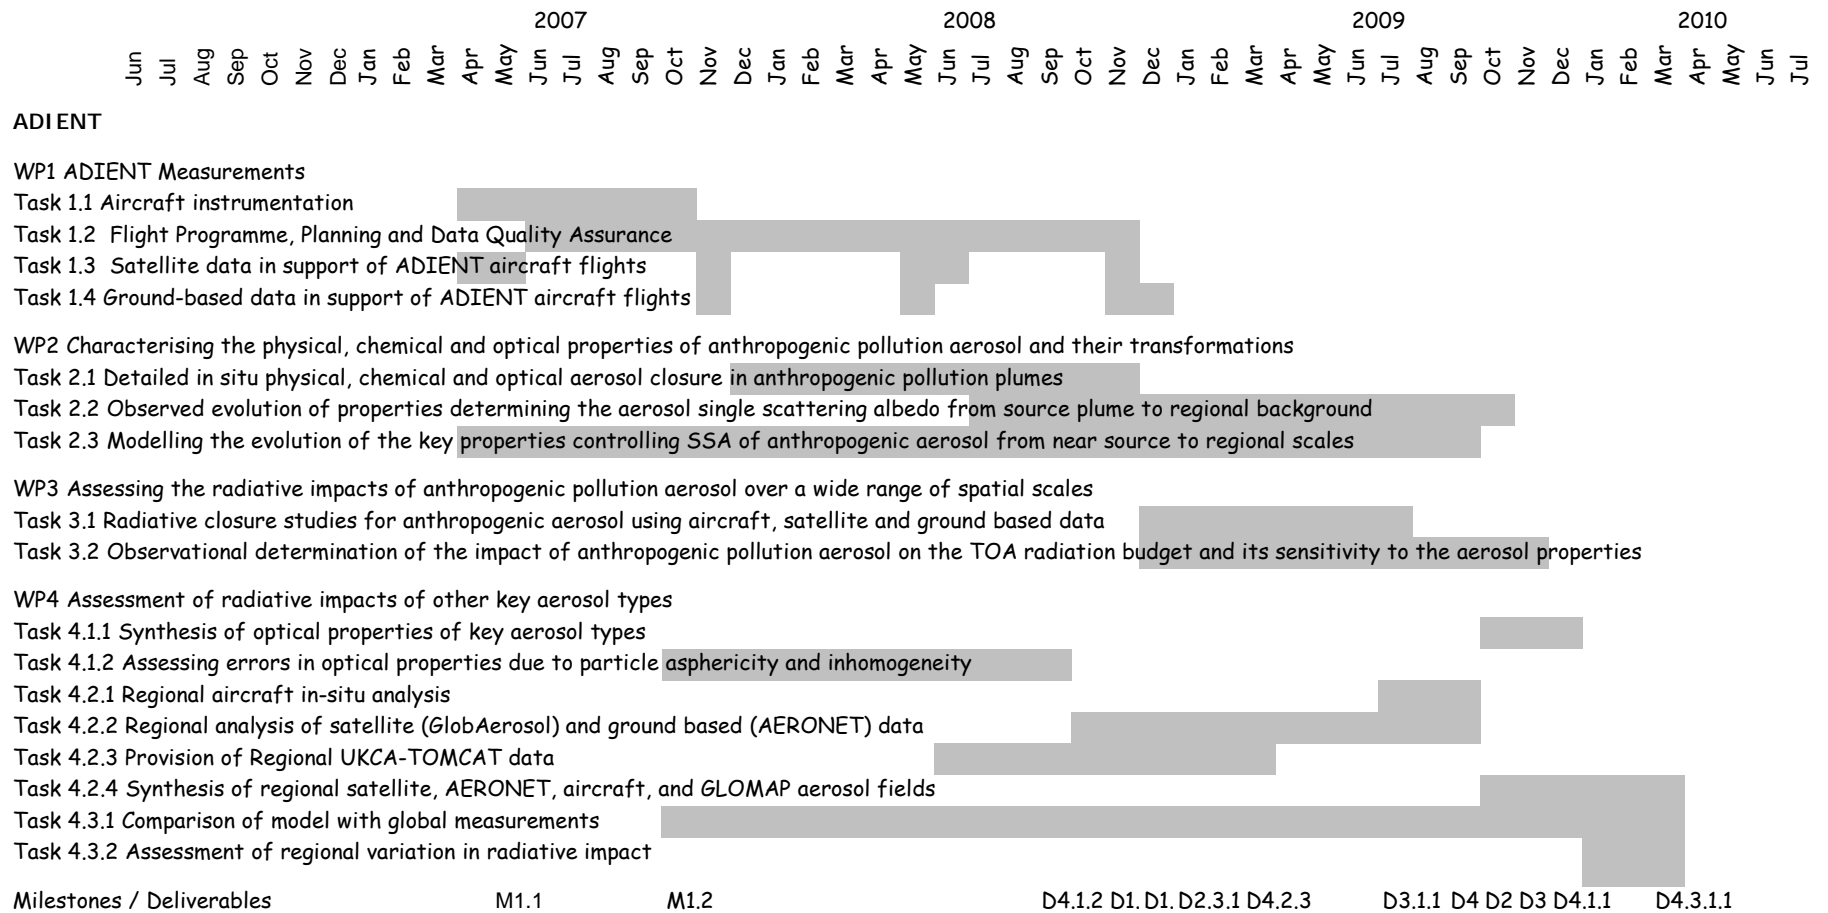 2007 2008 2009 2010
Jun Jul Aug Sep Oct Nov Dec Jan Feb Mar Apr May Jun Jul Aug Sep Oct Nov Dec Jan Feb Mar Apr May Jun Jul Aug Sep Oct Nov Dec Jan Feb Mar Apr May Jun Jul Aug Sep Oct Nov Dec Jan Feb Mar Apr May Jun Jul
ADIENT
WP1 ADIENT Measurements
Task 1.1 Aircraft instrumentation
Task 1.2 Flight Programme, Planning and Data Quality Assurance
Task 1.3 Satellite data in support of ADIENT aircraft flights
Task 1.4 Ground-based data in support of ADIENT aircraft flights
WP2 Characterising the physical, chemical and optical properties of anthropogenic pollution aerosol and their transformations
Task 2.1 Detailed in situ physical, chemical and optical aerosol closure in anthropogenic pollution plumes
Task 2.2 Observed evolution of properties determining the aerosol single scattering albedo from source plume to regional background
Task 2.3 Modelling the evolution of the key properties controlling SSA of anthropogenic aerosol from near source to regional scales
WP3 Assessing the radiative impacts of anthropogenic pollution aerosol over a wide range of spatial scales
Task 3.1 Radiative closure studies for anthropogenic aerosol using aircraft, satellite and ground based data
Task 3.2 Observational determination of the impact of anthropogenic pollution aerosol on the TOA radiation budget and its sensitivity to the aerosol properties
WP4 Assessment of radiative impacts of other key aerosol types
Task 4.1.1 Synthesis of optical properties of key aerosol types
Task 4.1.2 Assessing errors in optical properties due to particle asphericity and inhomogeneity
Task 4.2.1 Regional aircraft in-situ analysis
Task 4.2.2 Regional analysis of satellite (GlobAerosol) and ground based (AERONET) data
Task 4.2.3 Provision of Regional UKCA-TOMCAT data
Task 4.2.4 Synthesis of regional satellite, AERONET, aircraft, and GLOMAP aerosol fields
Task 4.3.1 Comparison of model with global measurements
Task 4.3.2 Assessment of regional variation in radiative impact
Milestones / Deliverables M1.1 M1.2 D4.1.2 D1. D1. D2.3.1 D4.2.3 D3.1.1 D4 D2 D3 D4.1.1 D4.3.1.1